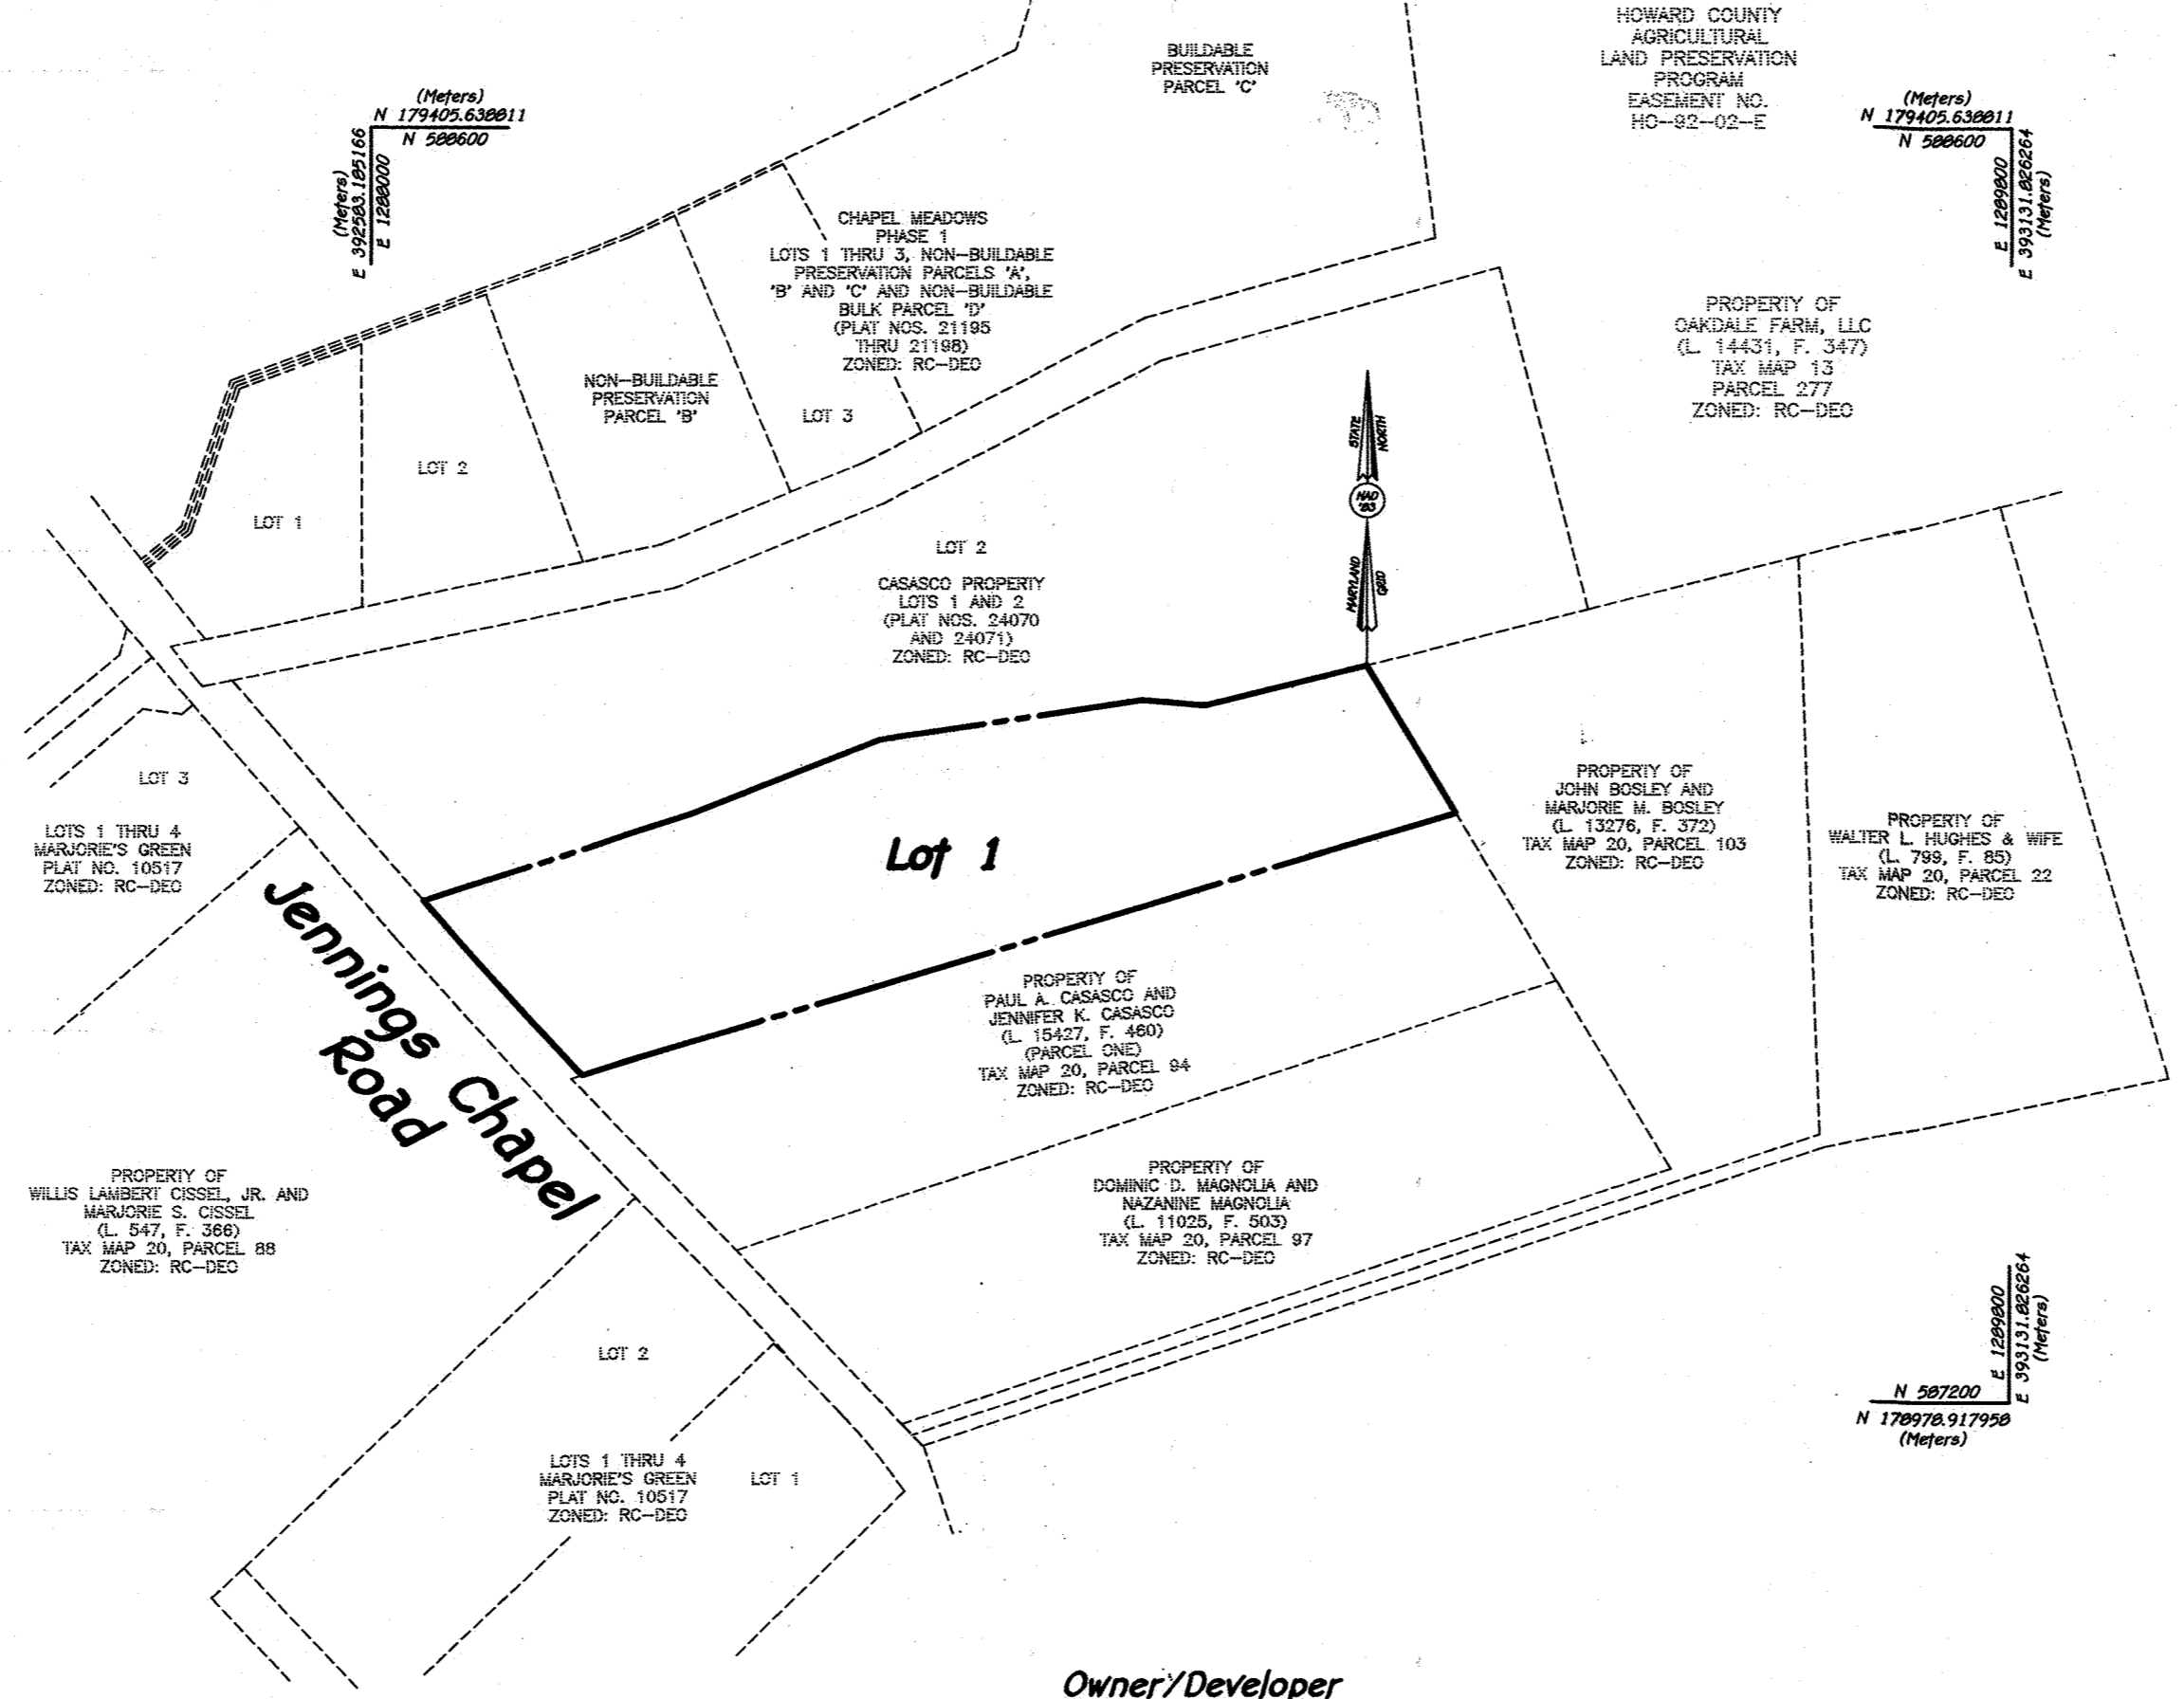 HOWARD COUNTY
AGRICULTURAL
LAND PRESERVATION
PROGRAM
EASEMENT NO.
HO-92-02-E
BUILDABLE
PRESERVATION
PARCEL 'C'
(Meters)
N 179405.638811
N 588600
(Meters)
E 392583.185166
E 1288000
(Meters)
N 179405.638811
N 588600
E 1289800
E 393131.826264
(Meters)
CHAPEL MEADOWS
PHASE 1
LOTS 1 THRU 3, NON-BUILDABLE
PRESERVATION PARCELS 'A',
'B' AND 'C' AND NON-BUILDABLE
BULK PARCEL 'D'
(PLAT NOS. 21195
THRU 21198)
ZONED: RC-DEO
PROPERTY OF
OAKDALE FARM, LLC
(L. 14431, F. 347)
TAX MAP 13
PARCEL 277
ZONED: RC-DEO
NON-BUILDABLE
PRESERVATION
PARCEL 'B'
LOT 3
LOT 2
LOT 1
STATE
NORTH
NAD
'83
MARYLAND
GRID
LOT 2
CASASCO PROPERTY
LOTS 1 AND 2
(PLAT NOS. 24070
AND 24071)
ZONED: RC-DEO
LOT 3
LOTS 1 THRU 4
MARJORIE'S GREEN
PLAT NO. 10517
ZONED: RC-DEO
Lot 1
PROPERTY OF
JOHN BOSLEY AND
MARJORIE M. BOSLEY
(L. 13276, F. 372)
TAX MAP 20, PARCEL 103
ZONED: RC-DEO
PROPERTY OF
WALTER L. HUGHES & WIFE
(L. 799, F. 85)
TAX MAP 20, PARCEL 22
ZONED: RC-DEO
Jennings Chapel
Road
PROPERTY OF
PAUL A. CASASCO AND
JENNIFER K. CASASCO
(L. 15427, F. 460)
(PARCEL ONE)
TAX MAP 20, PARCEL 94
ZONED: RC-DEO
PROPERTY OF
WILLIS LAMBERT CISSEL, JR. AND
MARJORIE S. CISSEL
(L. 547, F. 366)
TAX MAP 20, PARCEL 88
ZONED: RC-DEO
PROPERTY OF
DOMINIC D. MAGNOLIA AND
NAZANINE MAGNOLIA
(L. 11025, F. 503)
TAX MAP 20, PARCEL 97
ZONED: RC-DEO
E 1289800
E 393131.826264
(Meters)
N 587200
N 178978.917958
(Meters)
LOT 2
LOTS 1 THRU 4
MARJORIE'S GREEN
PLAT NO. 10517
ZONED: RC-DEO
LOT 1
Owner/Developer